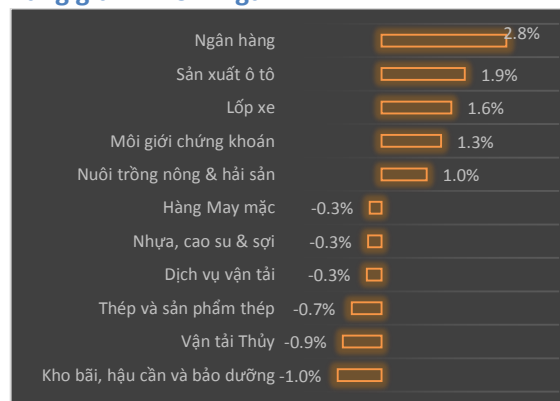 Ngân hàng 2.8%
Sản xuất ô tô 1.9%
Lốp xe 1.6%
Môi giới chứng khoán 1.3%
Nuôi trồng nông & hải sản 1.0%
Hàng May mặc -0.3%
Nhựa, cao su & sợi -0.3%
Dịch vụ vận tải -0.3%
Thép và sản phẩm thép -0.7%
Vận tải Thủy -0.9%
Kho bãi, hậu cần và bảo dưỡng -1.0%